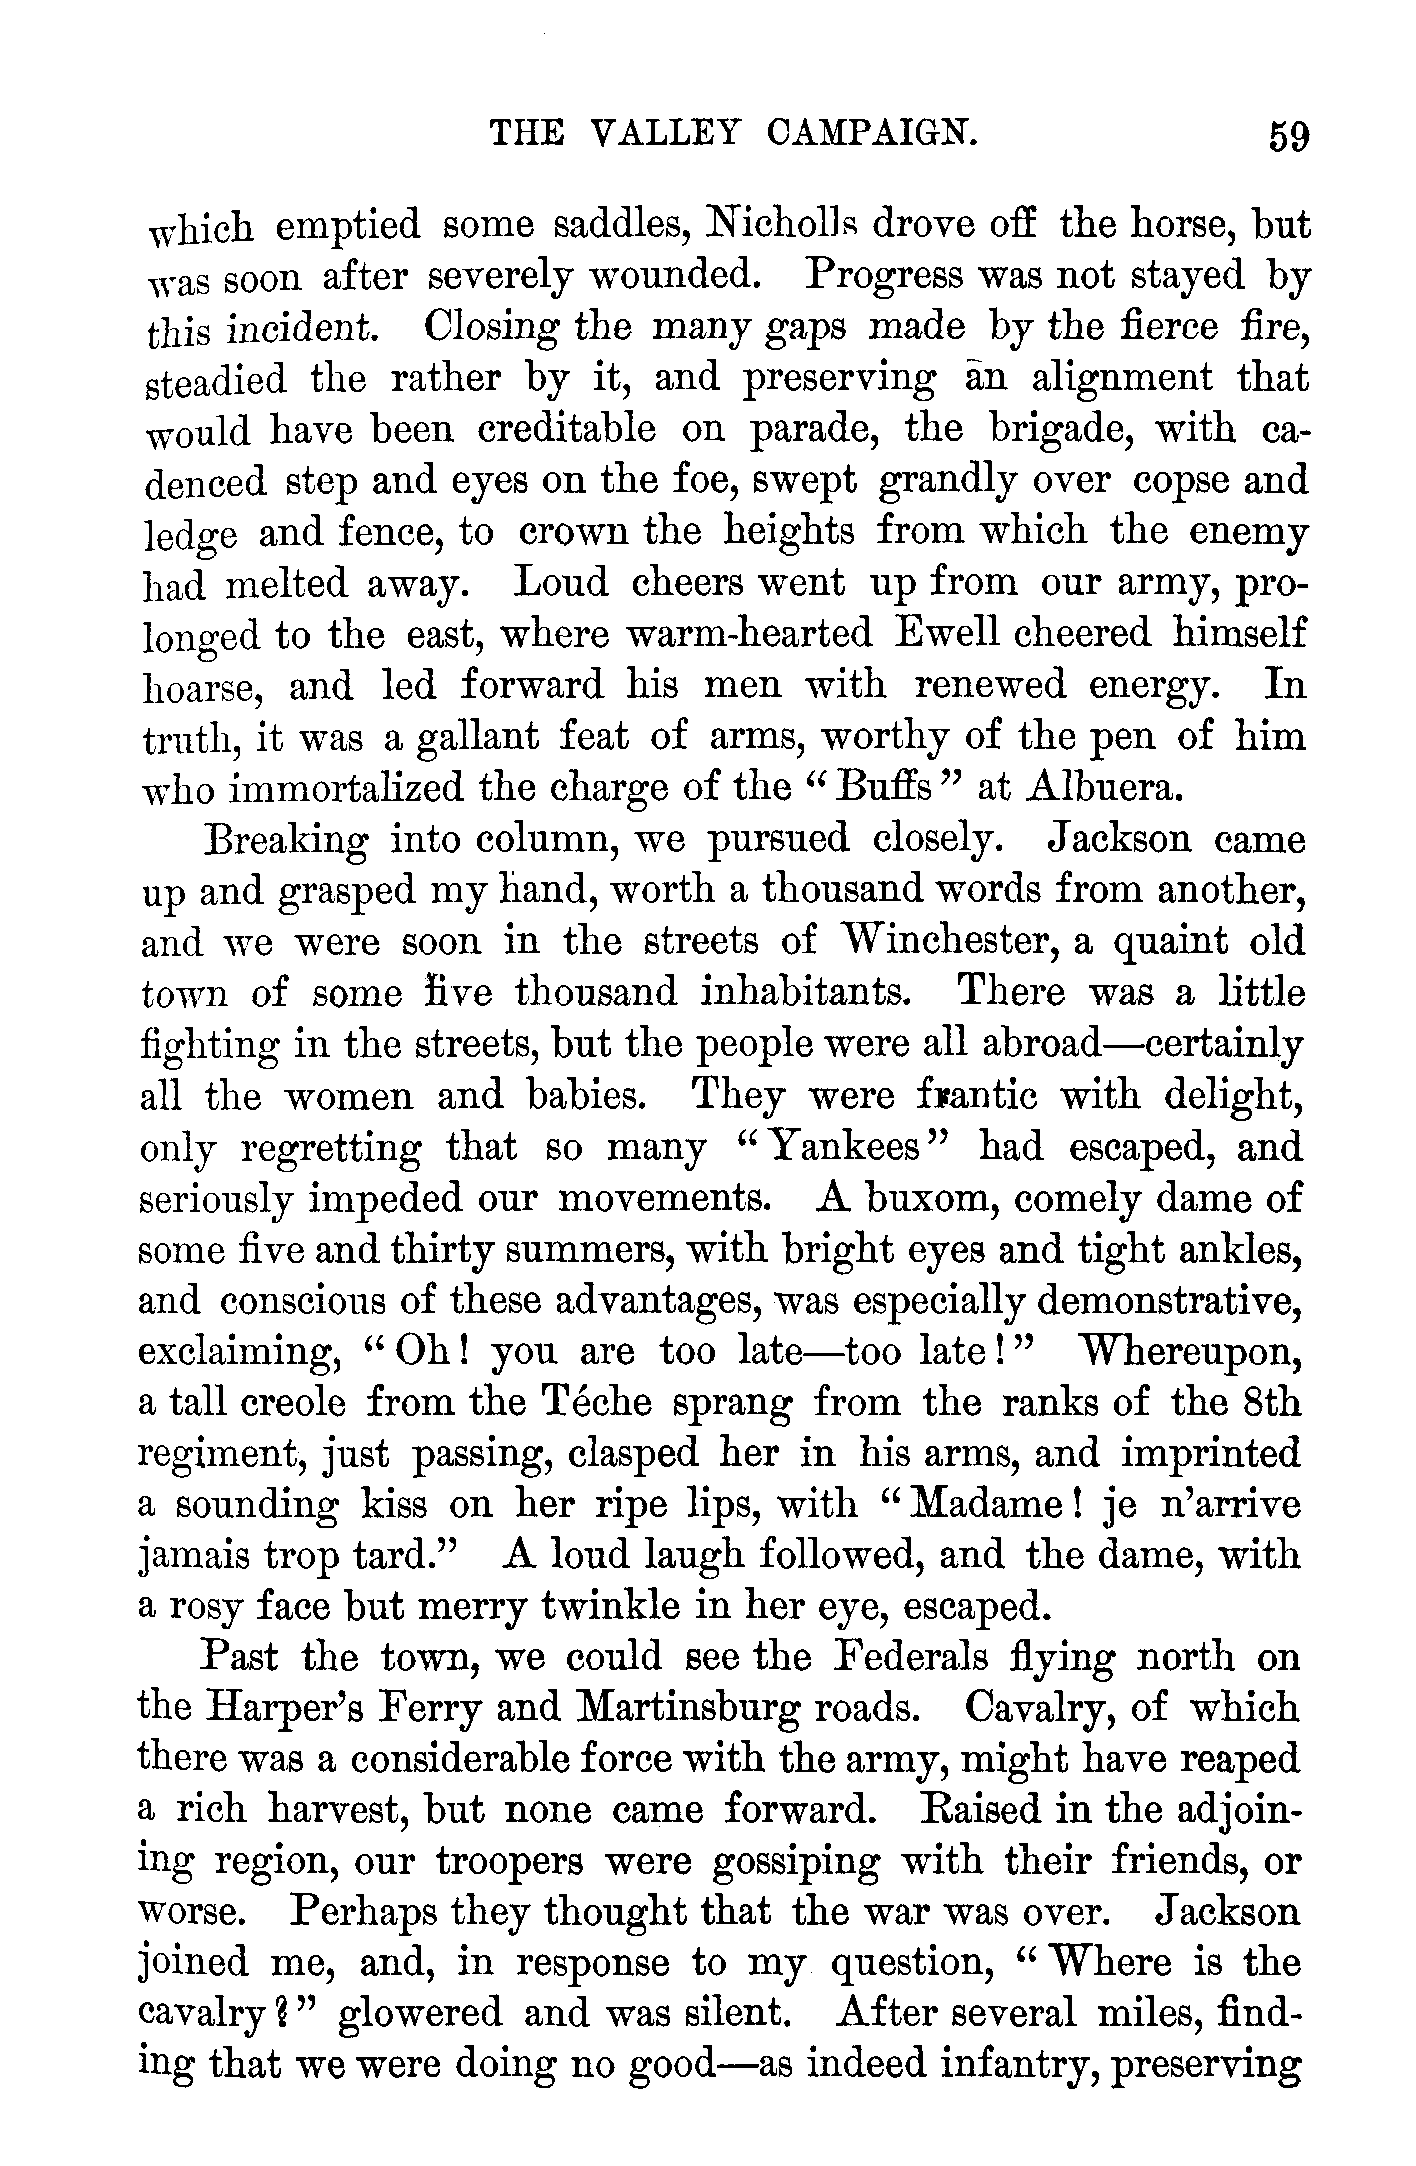 THE VALLEY CAMPAIGN. 59
which emptied some saddles, Nicholls drove off the horse, but
was soon after severely wounded. Progress was not stayed by
this incident. Closing the many gaps made by the fierce fire,
steadied the rather by it, and preserving an alignment that
would have been creditable on parade, the brigade, with ca-
denced step and eyes on the foe, swept grandly over copse and
ledge and fence, to crown the heights from which the enemy
had melted away. Loud cheers went up from our army, pro-
longed to the east, where warm-hearted Ewell cheered himself
hoarse, and led forward his men with renewed energy. In
truth, it was a gallant feat of arms, worthy of the pen of him
who immortalized the charge of the “Buffs” at Albuera.
Breaking into column, we pursued closely. Jackson came
up and grasped my hand, worth a thousand words from another,
and we were soon in the streets of Winchester, a quaint old
town of some five thousand inhabitants. There was a little
fighting in the streets, but the people were all abroad—certainly
all the women and babies. They were frantic with delight,
only regretting that so many “Yankees” had escaped, and
seriously impeded our movements. A buxom, comely dame of
some five and thirty summers, with bright eyes and tight ankles,
and conscious of these advantages, was especially demonstrative,
exclaiming, “Oh! you are too late—too late!” Whereupon,
a tall creole from the Téche sprang from the ranks of the 8th
regiment, just passing, clasped her in his arms, and imprinted
a sounding kiss on her ripe lips, with “Madame! je n’arrive
jamais trop tard.” A loud laugh followed, and the dame, with
a rosy face but merry twinkle in her eye, escaped.
Past the town, we could see the Federals flying north on
the Harper’s Ferry and Martinsburg roads. Cavalry, of which
there was a considerable force with the army, might have reaped
a rich harvest, but none came forward. Raised in the adjoin-
ing region, our troopers were gossiping with their friends, or
worse. Perhaps they thought that the war was over. Jackson
joined me, and, in response to my question, “Where is the
cavalry?” glowered and was silent. After several miles, find-
ing that we were doing no good—as indeed infantry, preserving